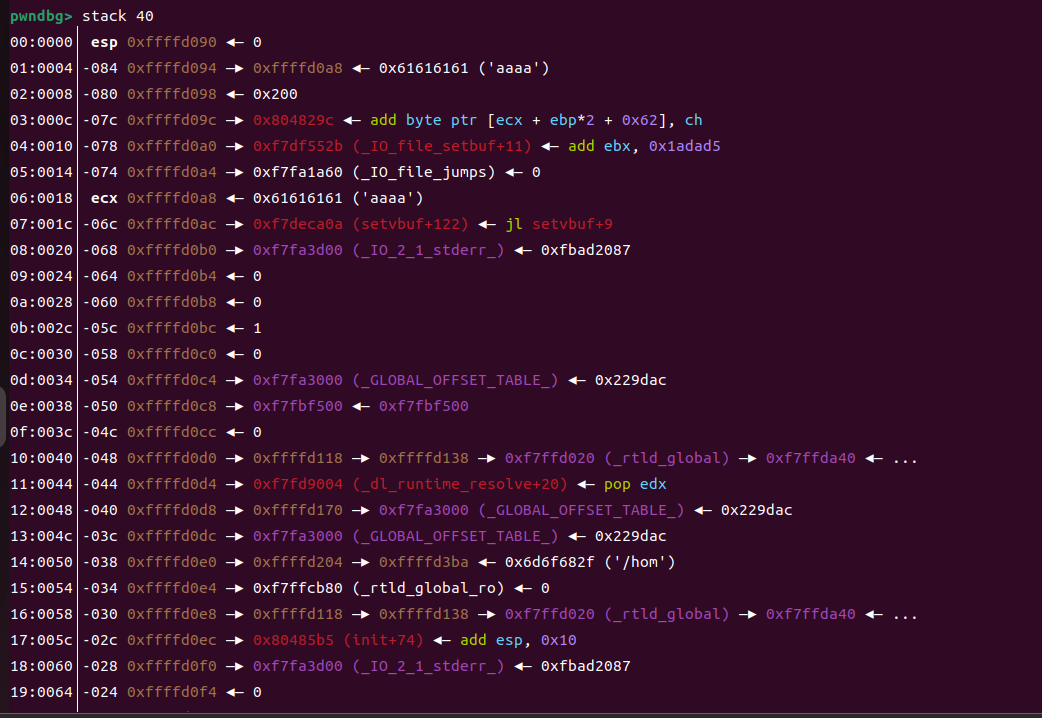 pwndbg> stack 40
00:0000│ esp 0xffffd090 ◂— 0
01:0004│-084 0xffffd094 —▸ 0xffffd0a8 ◂— 0x61616161 ('aaaa')
02:0008│-080 0xffffd098 ◂— 0x200
03:000c│-07c 0xffffd09c —▸ 0x804829c ◂— add byte ptr [ecx + ebp*2 + 0x62], ch
04:0010│-078 0xffffd0a0 —▸ 0xf7df552b (_IO_file_setbuf+11) ◂— add ebx, 0x1adad5
05:0014│-074 0xffffd0a4 —▸ 0xf7fa1a60 (_IO_file_jumps) ◂— 0
06:0018│ ecx 0xffffd0a8 ◂— 0x61616161 ('aaaa')
07:001c│-06c 0xffffd0ac —▸ 0xf7deca0a (setvbuf+122) ◂— jl setvbuf+9
08:0020│-068 0xffffd0b0 —▸ 0xf7fa3d00 (_IO_2_1_stderr_) ◂— 0xfbad2087
09:0024│-064 0xffffd0b4 ◂— 0
0a:0028│-060 0xffffd0b8 ◂— 0
0b:002c│-05c 0xffffd0bc ◂— 1
0c:0030│-058 0xffffd0c0 ◂— 0
0d:0034│-054 0xffffd0c4 —▸ 0xf7fa3000 (_GLOBAL_OFFSET_TABLE_) ◂— 0x229dac
0e:0038│-050 0xffffd0c8 —▸ 0xf7fbf500 ◂— 0xf7fbf500
0f:003c│-04c 0xffffd0cc ◂— 0
10:0040│-048 0xffffd0d0 —▸ 0xffffd118 —▸ 0xffffd138 —▸ 0xf7ffd020 (_rtld_global) —▸ 0xf7ffda40 ◂— ...
11:0044│-044 0xffffd0d4 —▸ 0xf7fd9004 (_dl_runtime_resolve+20) ◂— pop edx
12:0048│-040 0xffffd0d8 —▸ 0xffffd170 —▸ 0xf7fa3000 (_GLOBAL_OFFSET_TABLE_) ◂— 0x229dac
13:004c│-03c 0xffffd0dc —▸ 0xf7fa3000 (_GLOBAL_OFFSET_TABLE_) ◂— 0x229dac
14:0050│-038 0xffffd0e0 —▸ 0xffffd204 —▸ 0xffffd3ba ◂— 0x6d6f682f ('/hom')
15:0054│-034 0xffffd0e4 —▸ 0xf7ffcb80 (_rtld_global_ro) ◂— 0
16:0058│-030 0xffffd0e8 —▸ 0xffffd118 —▸ 0xffffd138 —▸ 0xf7ffd020 (_rtld_global) —▸ 0xf7ffda40 ◂— ...
17:005c│-02c 0xffffd0ec —▸ 0x80485b5 (init+74) ◂— add esp, 0x10
18:0060│-028 0xffffd0f0 —▸ 0xf7fa3d00 (_IO_2_1_stderr_) ◂— 0xfbad2087
19:0064│-024 0xffffd0f4 ◂— 0